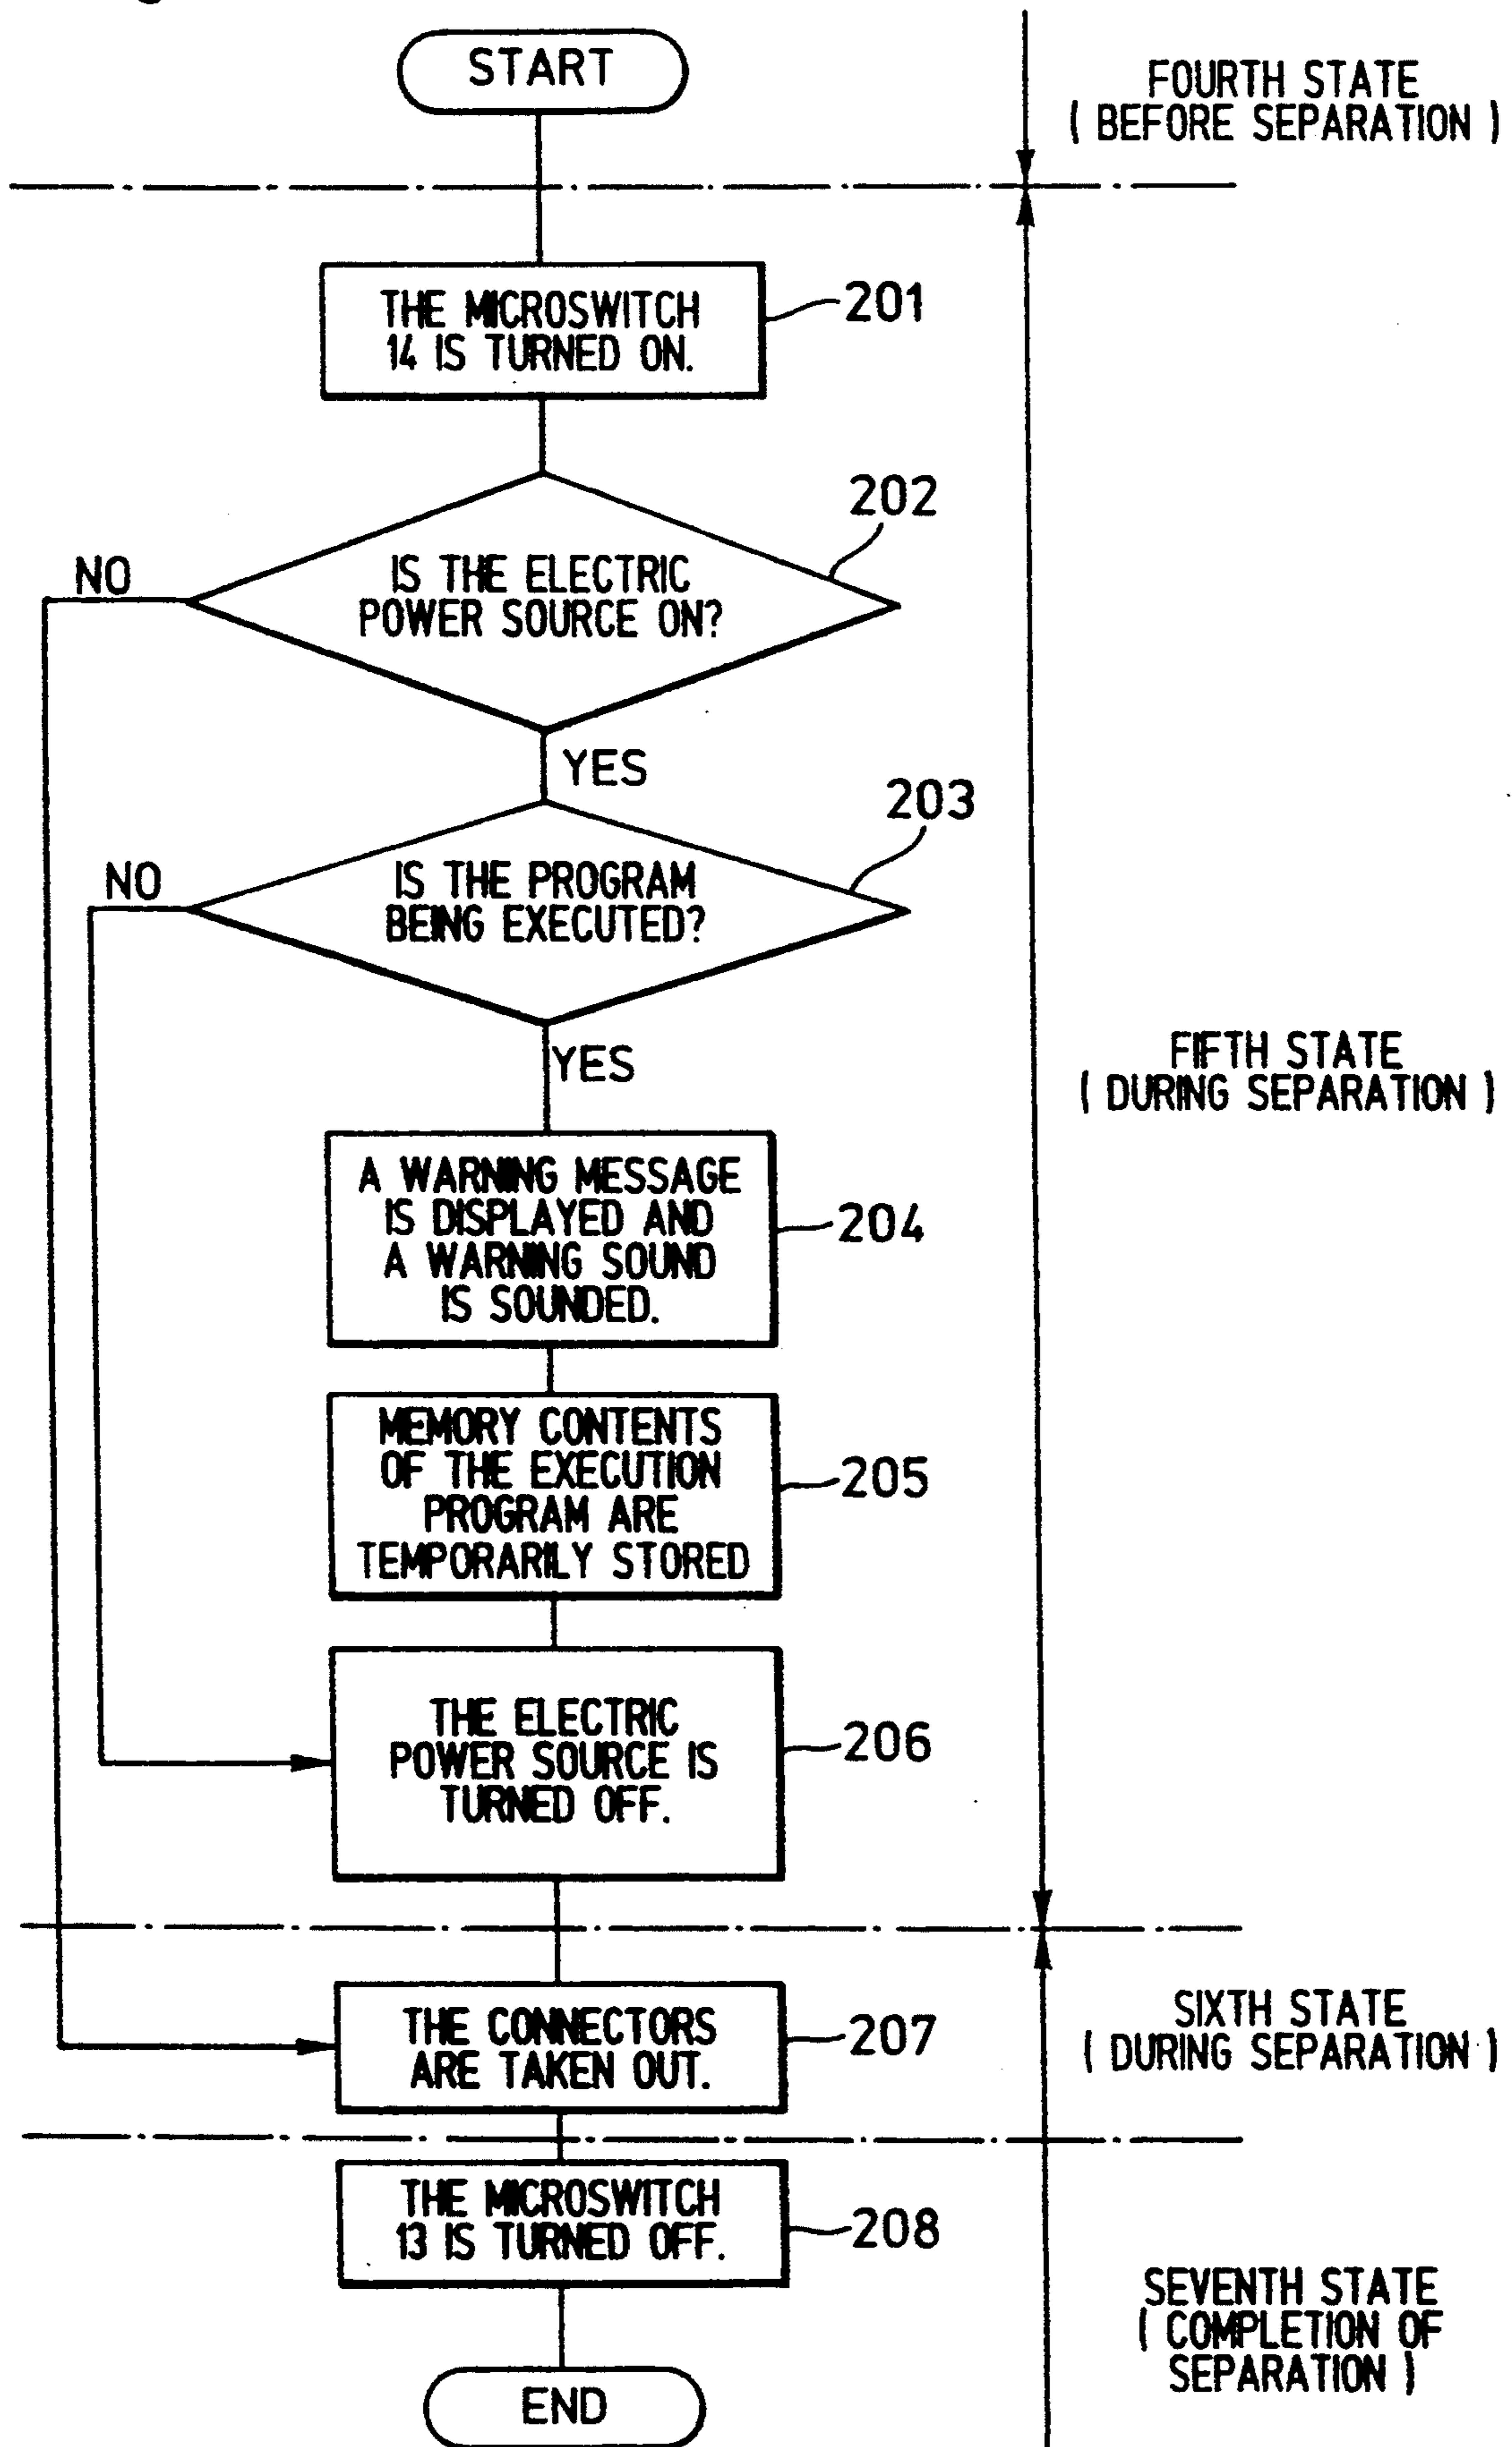 START
FOURTH STATE
( BEFORE SEPARATION )
THE MICROSWITCH
14 IS TURNED ON.
201
202
NO
IS THE ELECTRIC
POWER SOURCE ON?
YES
203
NO
IS THE PROGRAM
BEING EXECUTED?
YES
FIFTH STATE
( DURING SEPARATION )
A WARNING MESSAGE
IS DISPLAYED AND
A WARNING SOUND
IS SOUNDED.
204
MEMORY CONTENTS
OF THE EXECUTION
PROGRAM ARE
TEMPORARILY STORED
205
THE ELECTRIC
POWER SOURCE IS
TURNED OFF.
206
THE CONNECTORS
ARE TAKEN OUT.
207
SIXTH STATE
( DURING SEPARATION )
THE MICROSWITCH
13 IS TURNED OFF.
208
SEVENTH STATE
( COMPLETION OF
SEPARATION )
END